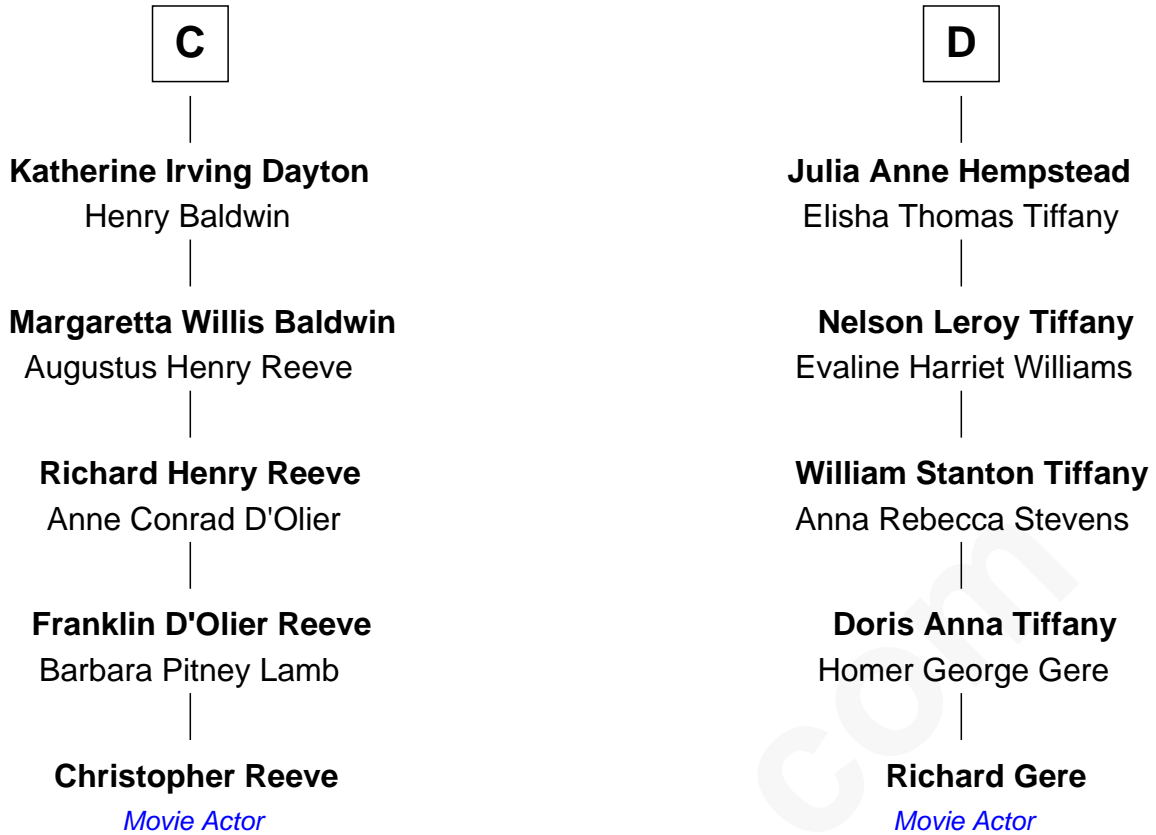 C
Katherine Irving Dayton
Henry Baldwin
Margaretta Willis Baldwin
Augustus Henry Reeve
Richard Henry Reeve
Anne Conrad D'Olier
Franklin D'Olier Reeve
Barbara Pitney Lamb
Christopher Reeve
Movie Actor
D
Julia Anne Hempstead
Elisha Thomas Tiffany
Nelson Leroy Tiffany
Evaline Harriet Williams
William Stanton Tiffany
Anna Rebecca Stevens
Doris Anna Tiffany
Homer George Gere
Richard Gere
Movie Actor
com